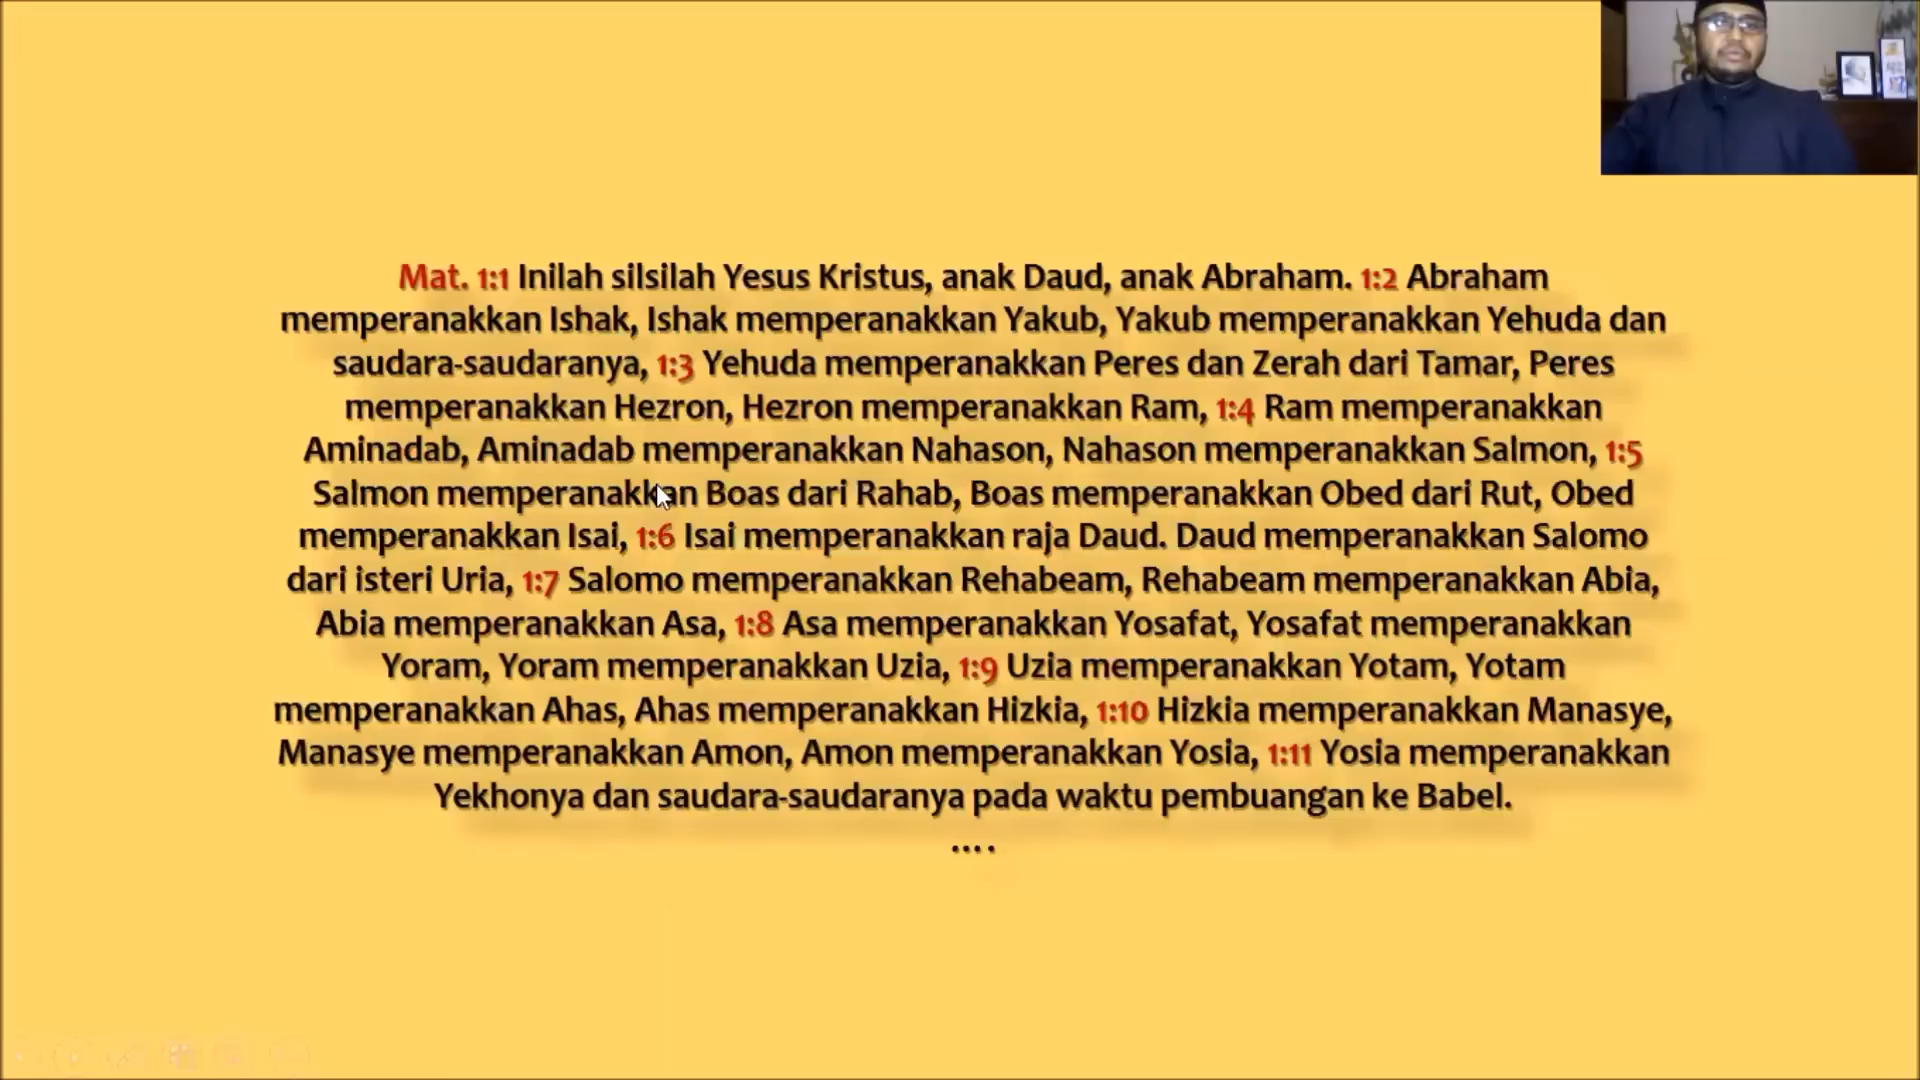 Mat. 1:1 Inilah silsilah Yesus Kristus, anak Daud, anak Abraham. 1:2 Abraham
memperanakkan Ishak, Ishak memperanakkan Yakub, Yakub memperanakkan Yehuda dan
saudara-saudaranya, 1:3 Yehuda memperanakkan Peres dan Zerah dari Tamar, Peres
memperanakkan Hezron, Hezron memperanakkan Ram, 1:4 Ram memperanakkan
Aminadab, Aminadab memperanakkan Nahason, Nahason memperanakkan Salmon, 1:5
Salmon memperanakkan Boas dari Rahab, Boas memperanakkan Obed dari Rut, Obed
memperanakkan Isai, 1:6 Isai memperanakkan raja Daud. Daud memperanakkan Salomo
dari isteri Uria, 1:7 Salomo memperanakkan Rehabeam, Rehabeam memperanakkan Abia,
Abia memperanakkan Asa, 1:8 Asa memperanakkan Yosafat, Yosafat memperanakkan
Yoram, Yoram memperanakkan Uzia, 1:9 Uzia memperanakkan Yotam, Yotam
memperanakkan Ahas, Ahas memperanakkan Hizkia, 1:10 Hizkia memperanakkan Manasye,
Manasye memperanakkan Amon, Amon memperanakkan Yosia, 1:11 Yosia memperanakkan
Yekhonya dan saudara-saudaranya pada waktu pembuangan ke Babel.
....